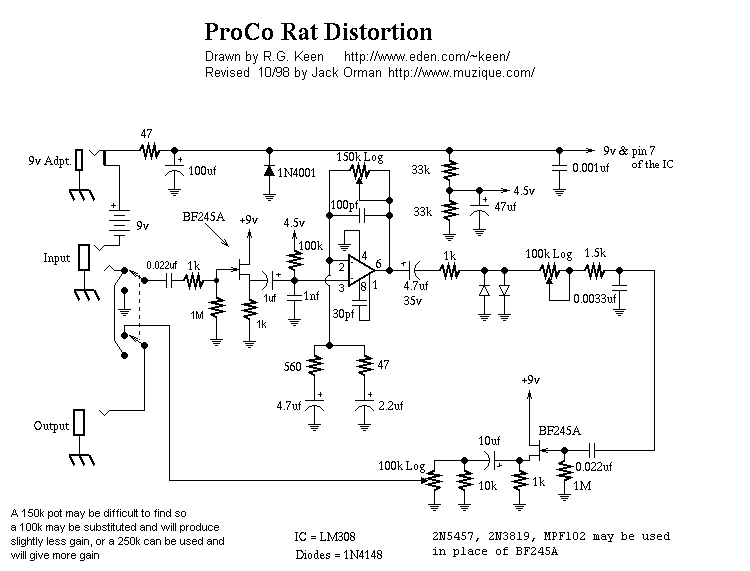 ProCo Rat Distortion
Drawn by R.G. Keen http://www.eden.com/~keen/
Revised 10/98 by Jack Orman http://www.muzique.com/
47
150k Log
9v Adpt.
100uf
1N4001
33k
9v & pin 7
of the IC
0.001uf
100pf
4.5v
33k
47uf
9v
BF245A
+9v
4.5v
100k
Input
0.022uf
1k
1uf
1nf
1M
1k
2
3
4
6
8
1
30pf
4.7uf
35v
1k
100k Log
1.5k
0.0033uf
560
47
4.7uf
2.2uf
+9v
BF245A
Output
10uf
100k Log
10k
1k
0.022uf
1M
A 150k pot may be difficult to find so
a 100k may be substituted and will produce
slightly less gain, or a 250k can be used and
will give more gain
IC = LM308
Diodes = 1N4148
2N5457, 2N3819, MPF102 may be used
in place of BF245A